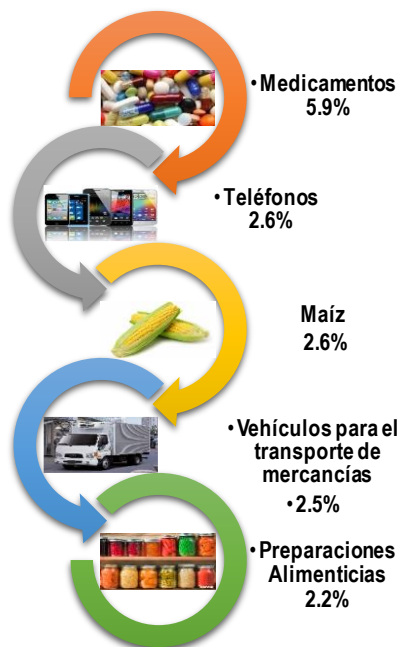 • Medicamentos
5.9%
• Teléfonos
2.6%
Maíz
2.6%
• Vehículos para el
transporte de
mercancías
• 2.5%
• Preparaciones
Alimenticias
2.2%